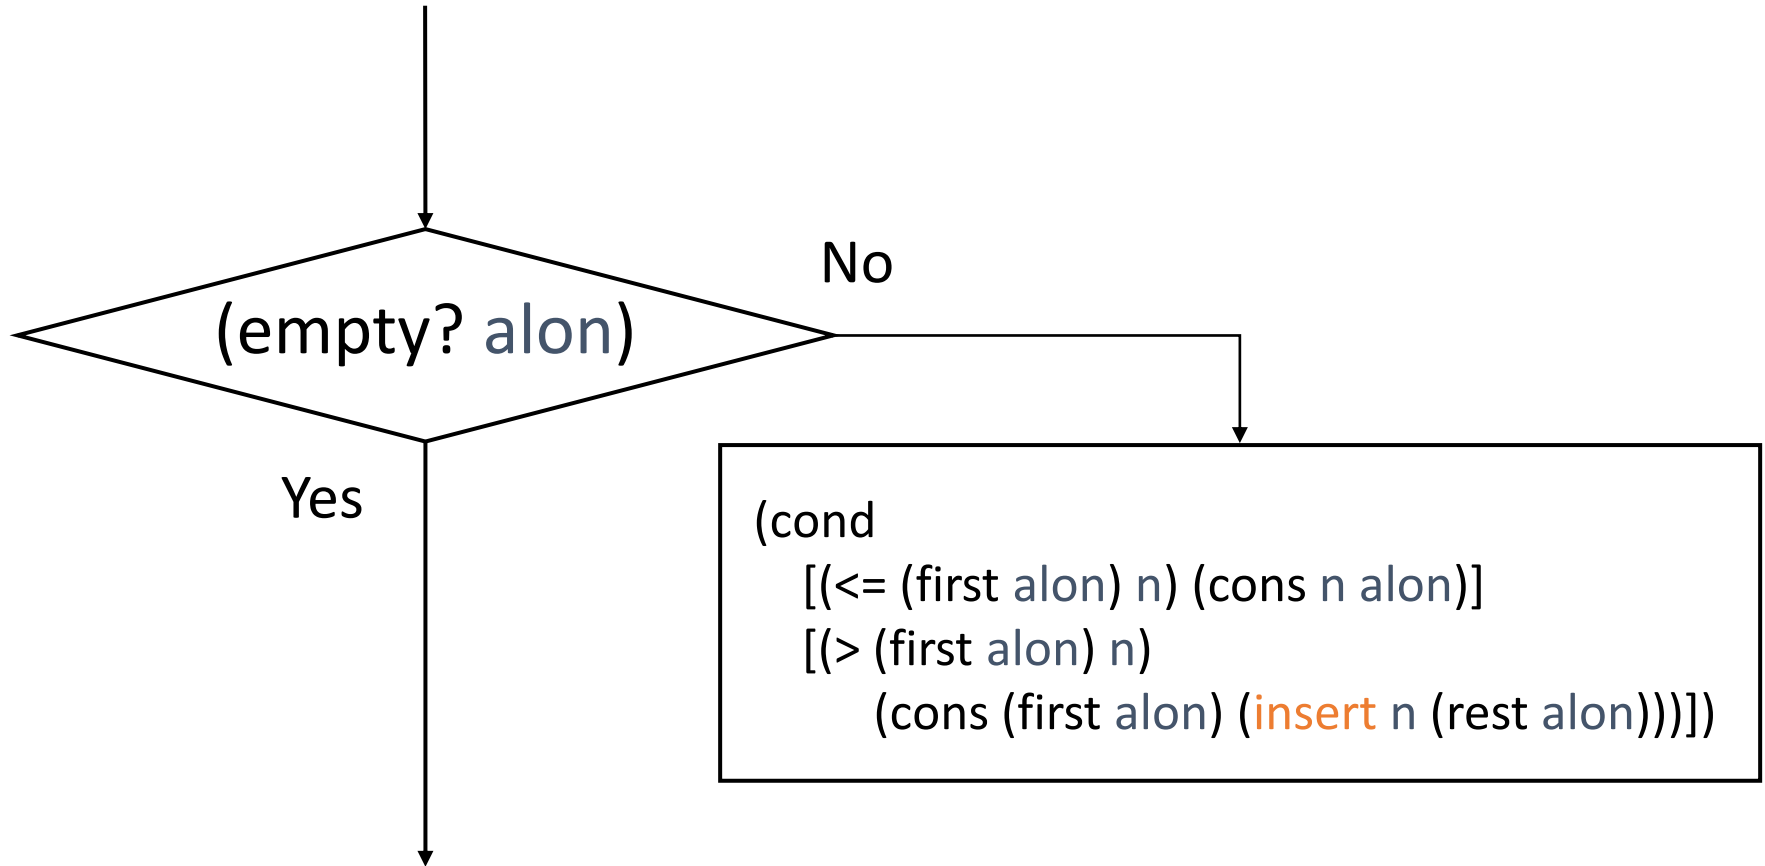 No
(empty? alon)
Yes
(cond
[(<= (first alon) n) (cons n alon)]
[(> (first alon) n)
(cons (first alon) (insert n (rest alon)))])